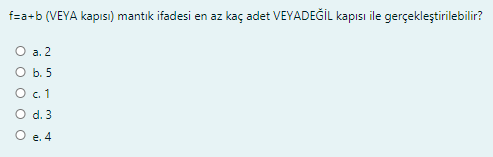 f=a+b (VEYA kapısı) mantık ifadesi en az kaç adet VEYADEĞİL kapısı ile gerçekleştirilebilir?
a. 2
b. 5
c. 1
d. 3
e. 4